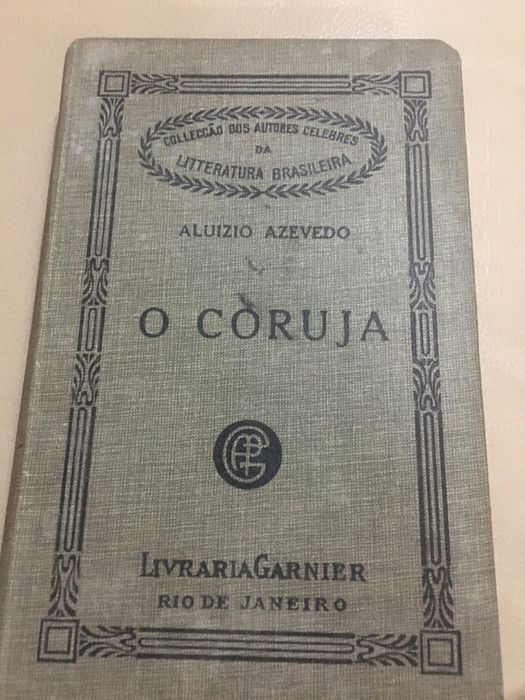 COLLECÇÃO DOS AUTORES CELEBRES
DA
LITTERATURA BRASILEIRA
ALUIZIO AZEVEDO
O CORUJA
LIVRARIA GARNIER
RIO DE JANEIRO